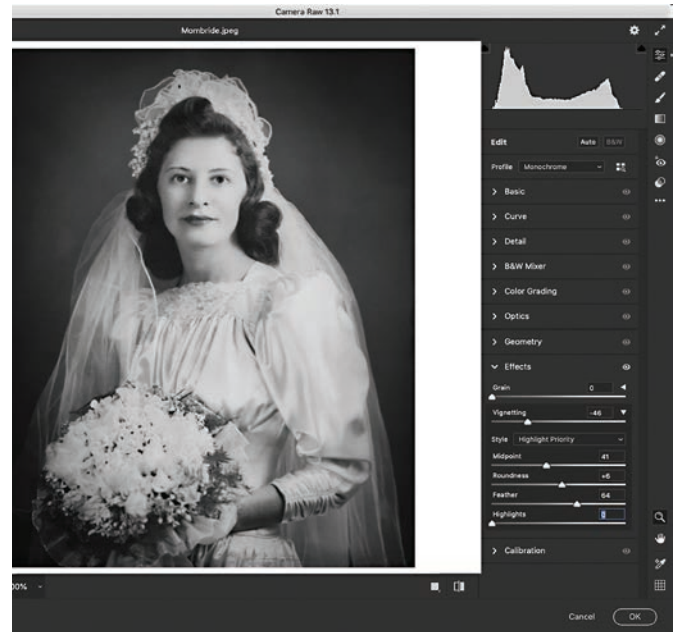 Camera Raw 13.1
Mombride.jpeg
Edit Auto B&W
Profile Monochrome
Basic
Curve
Detail
B&W Mixer
Color Grading
Optics
Geometry
Effects
Grain 0
Vignetting -46
Style Highlight Priority
Midpoint 41
Roundness +6
Feather 64
Highlights 0
Calibration
00%
Cancel OK